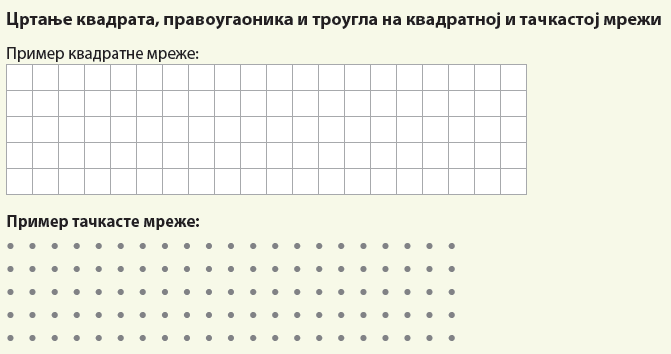 Цртање квадрата, правоугаоника и троугла на квадратној и тачкастој мрежи
Пример квадратне мреже:
Пример тачкасте мреже: